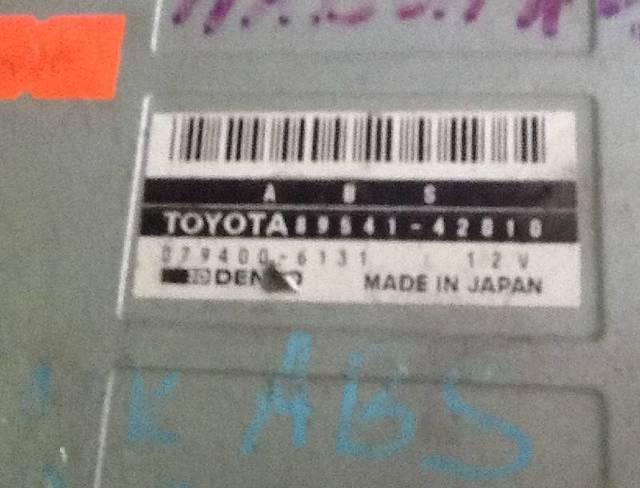 A B S
TOYOTA 89541-42010
079400-6131 12V
DENSO
MADE IN JAPAN
K ABS